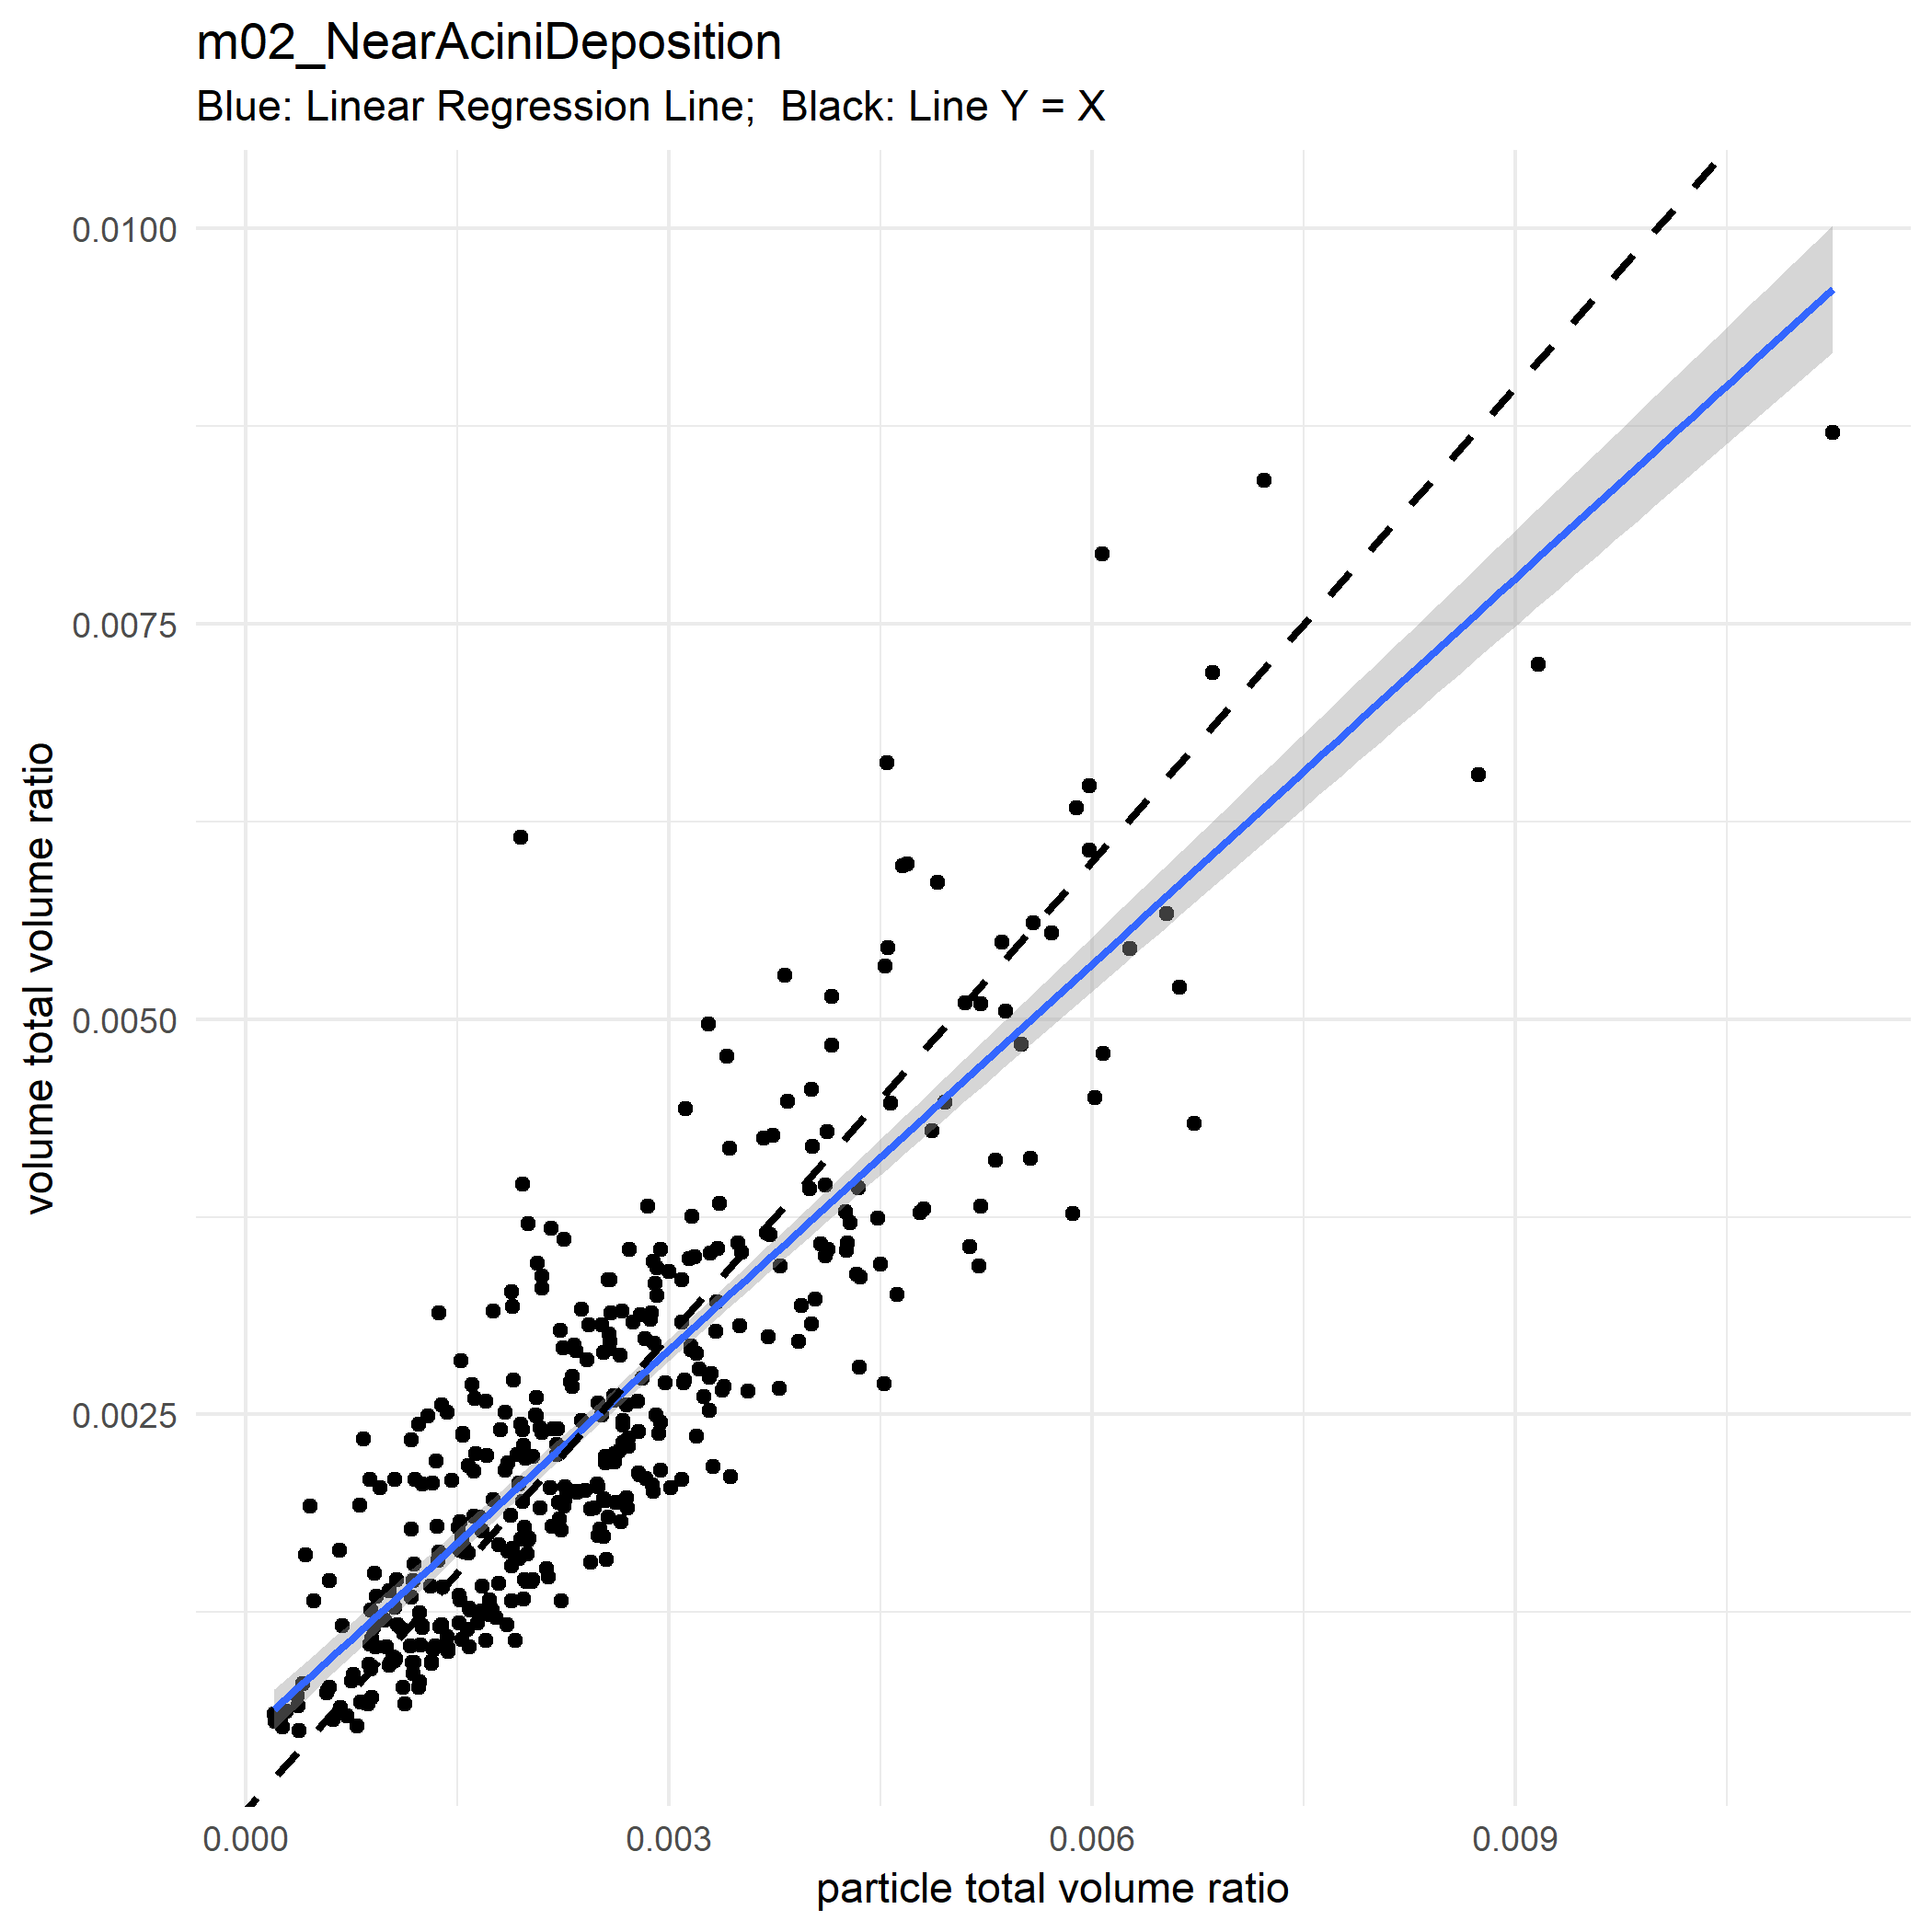 m02_NearAciniDeposition
Blue: Linear Regression Line;  Black: Line Y = X
0.0100
0.0075
0.0050
0.0025
volume total volume ratio
0.000
0.003
0.006
0.009
particle total volume ratio